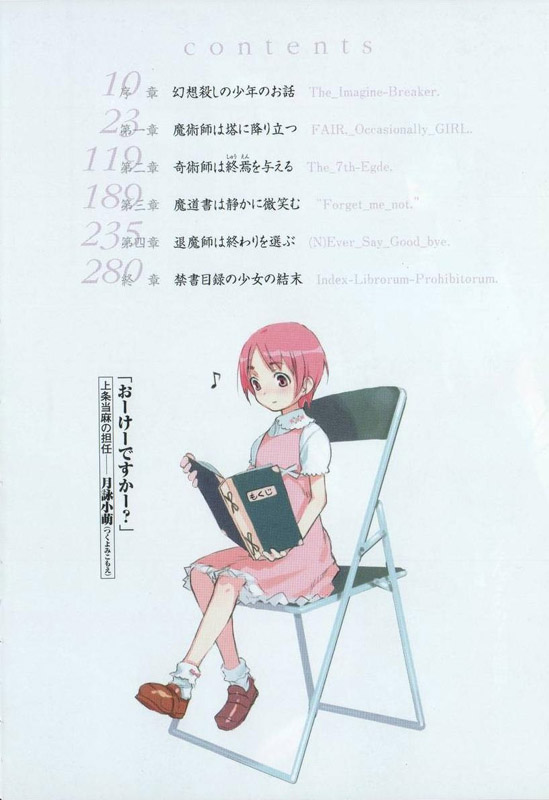 contents
10 序章 幻想殺しの少年のお話 The_Imagine-Breaker.
23 第一章 魔術師は塔に降り立つ FAIR,_Occasionally_GIRL.
119 第二章 奇術師は終焉を与える The_7th-Egde.
しゅうえん
189 第三章 魔道書は静かに微笑む "Forget_me_not."
235 第四章 退魔師は終わりを選ぶ (N)Ever_Say_Good_bye.
280 終章 禁書目録の少女の結末 Index-Librorum-Prohibitorum.
「おーけーですかー?」
上条当麻の担任——月詠小萌(つくよみこもえ)
もくじ